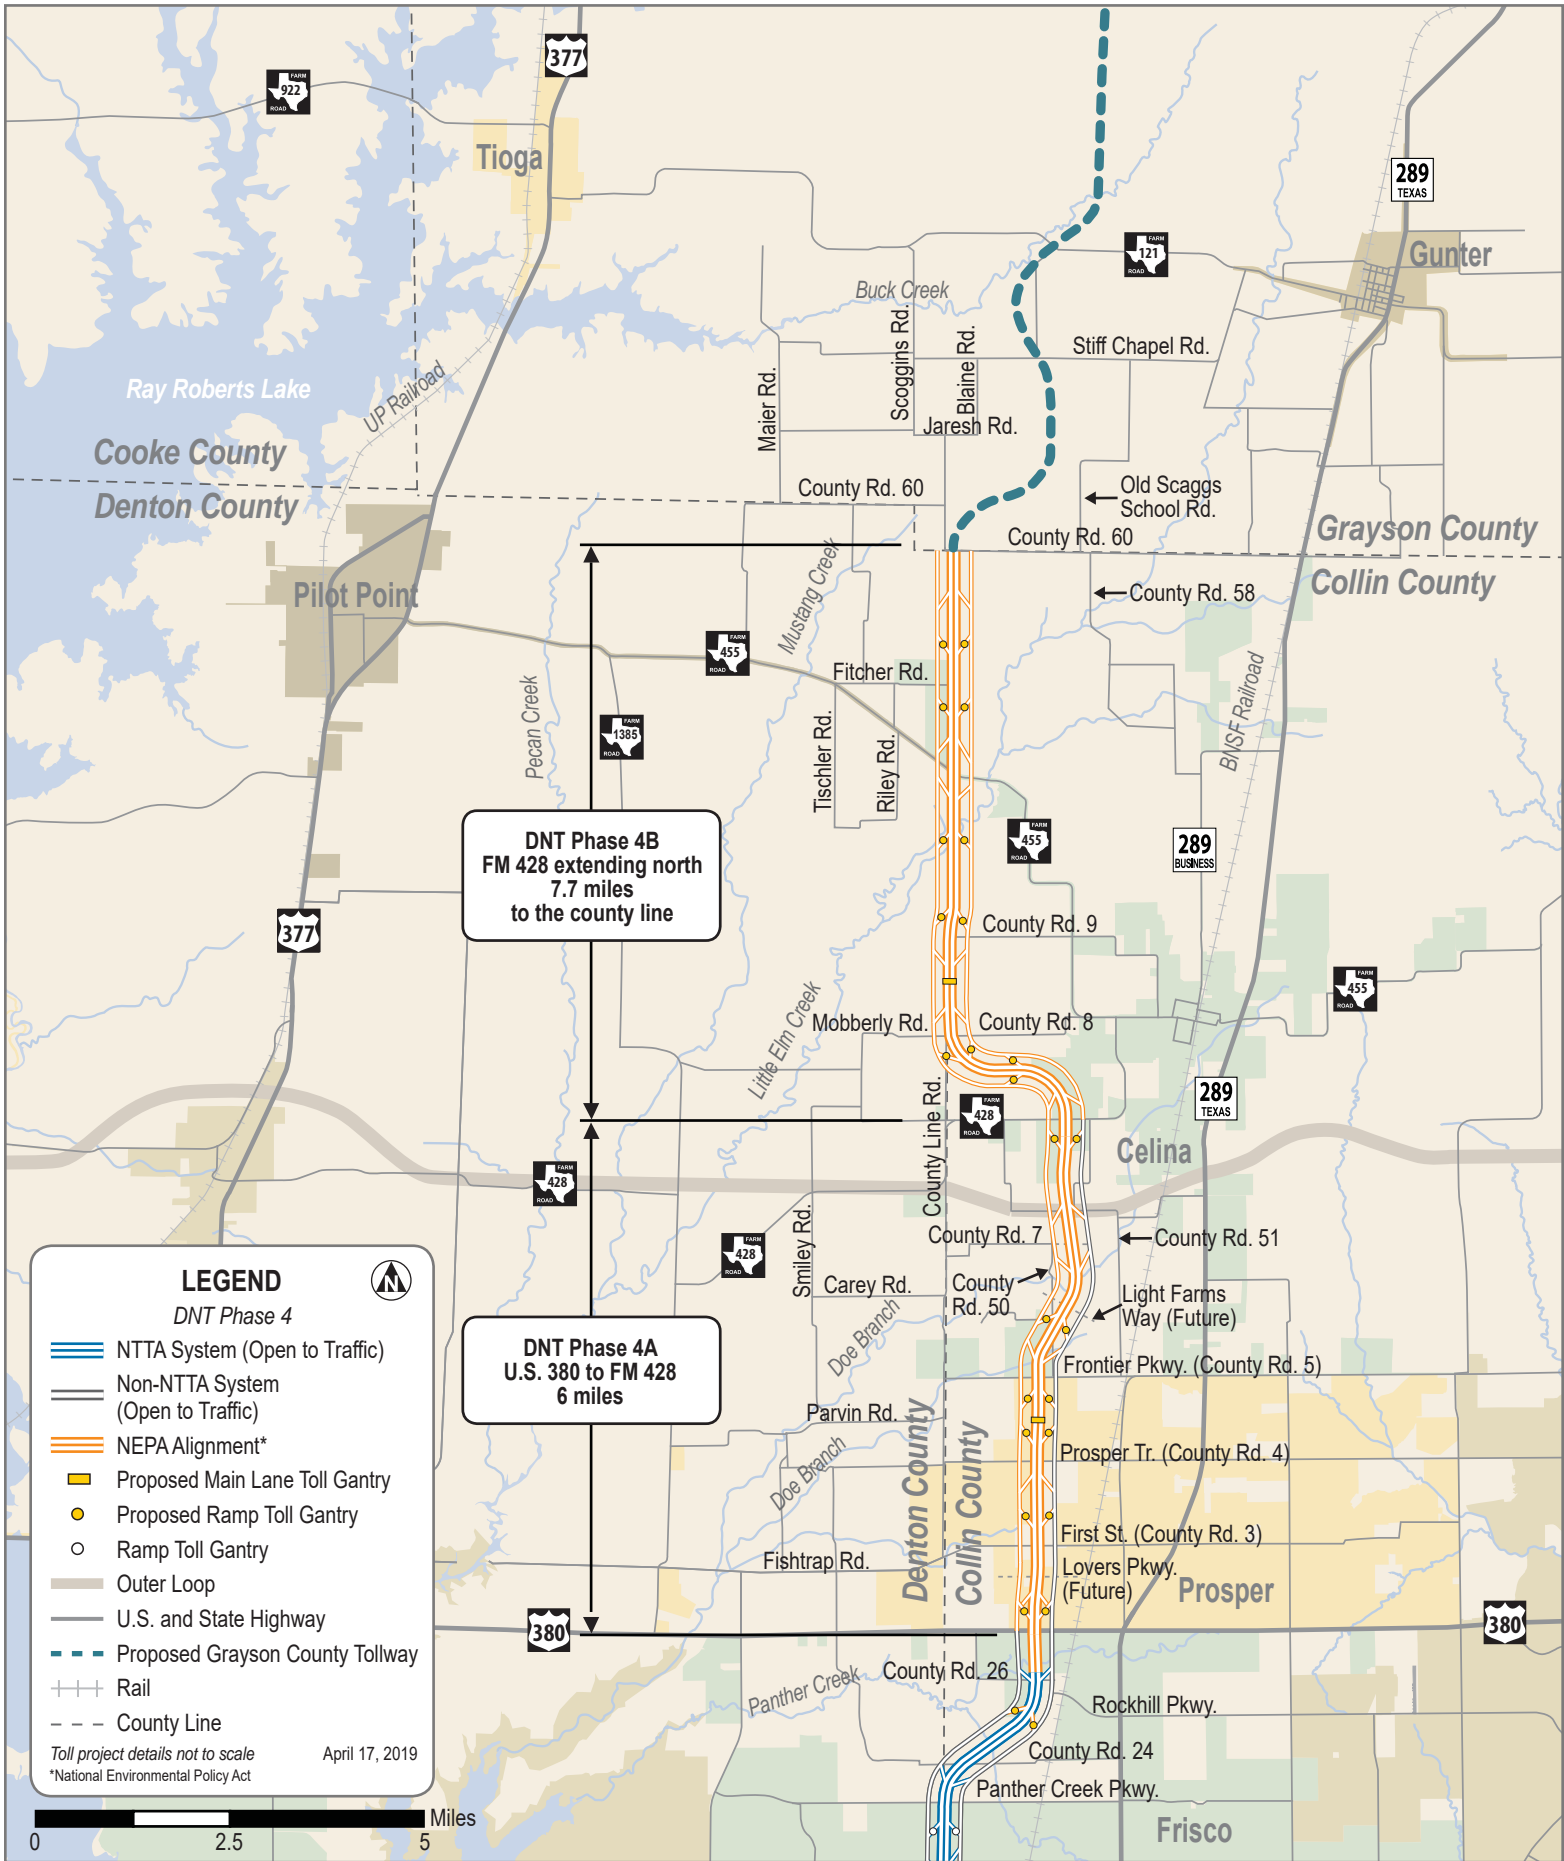 377
FARM
922
ROAD
Tioga
289
TEXAS
FARM
121
ROAD
Gunter
Buck Creek
Scoggins Rd.
Blaine Rd.
Stiff Chapel Rd.
Maier Rd.
Jaresh Rd.
Ray Roberts Lake
UP Railroad
Cooke County
Denton County
County Rd. 60
Old Scaggs
School Rd.
County Rd. 60
Grayson County
Collin County
Pilot Point
Mustang Creek
County Rd. 58
FARM
455
ROAD
Fitcher Rd.
Pecan Creek
FARM
1385
ROAD
Tischler Rd.
Riley Rd.
BNSF Railroad
DNT Phase 4B
FM 428 extending north
7.7 miles
to the county line
FARM
455
ROAD
289
BUSINESS
377
County Rd. 9
FARM
455
ROAD
Little Elm Creek
Mobberly Rd.
County Rd. 8
County Line Rd.
FARM
428
ROAD
289
TEXAS
Celina
FARM
428
ROAD
Smiley Rd.
FARM
428
ROAD
County Rd. 7
County Rd. 51
Carey Rd.
County
Rd. 50
Light Farms
Way (Future)
Doe Branch
DNT Phase 4A
U.S. 380 to FM 428
6 miles
Frontier Pkwy. (County Rd. 5)
Parvin Rd.
Denton County
Collin County
Doe Branch
Prosper Tr. (County Rd. 4)
First St. (County Rd. 3)
Fishtrap Rd.
Lovers Pkwy.
(Future)
Prosper
380
380
County Rd. 26
Panther Creek
Rockhill Pkwy.
County Rd. 24
Panther Creek Pkwy.
Frisco
LEGEND
N
DNT Phase 4
NTTA System (Open to Traffic)
Non-NTTA System
(Open to Traffic)
NEPA Alignment*
Proposed Main Lane Toll Gantry
Proposed Ramp Toll Gantry
Ramp Toll Gantry
Outer Loop
U.S. and State Highway
Proposed Grayson County Tollway
Rail
County Line
Toll project details not to scale April 17, 2019
*National Environmental Policy Act
Miles
0 2.5 5